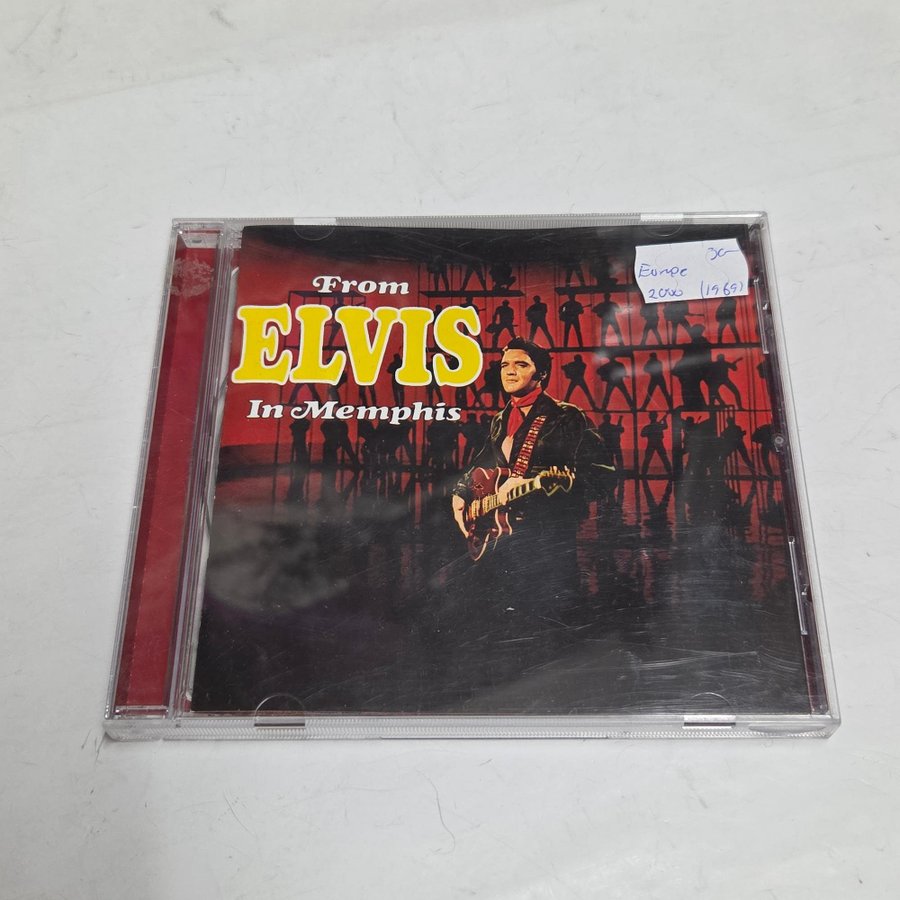 From
ELVIS
In Memphis
30-
Europe
2000 (1969)